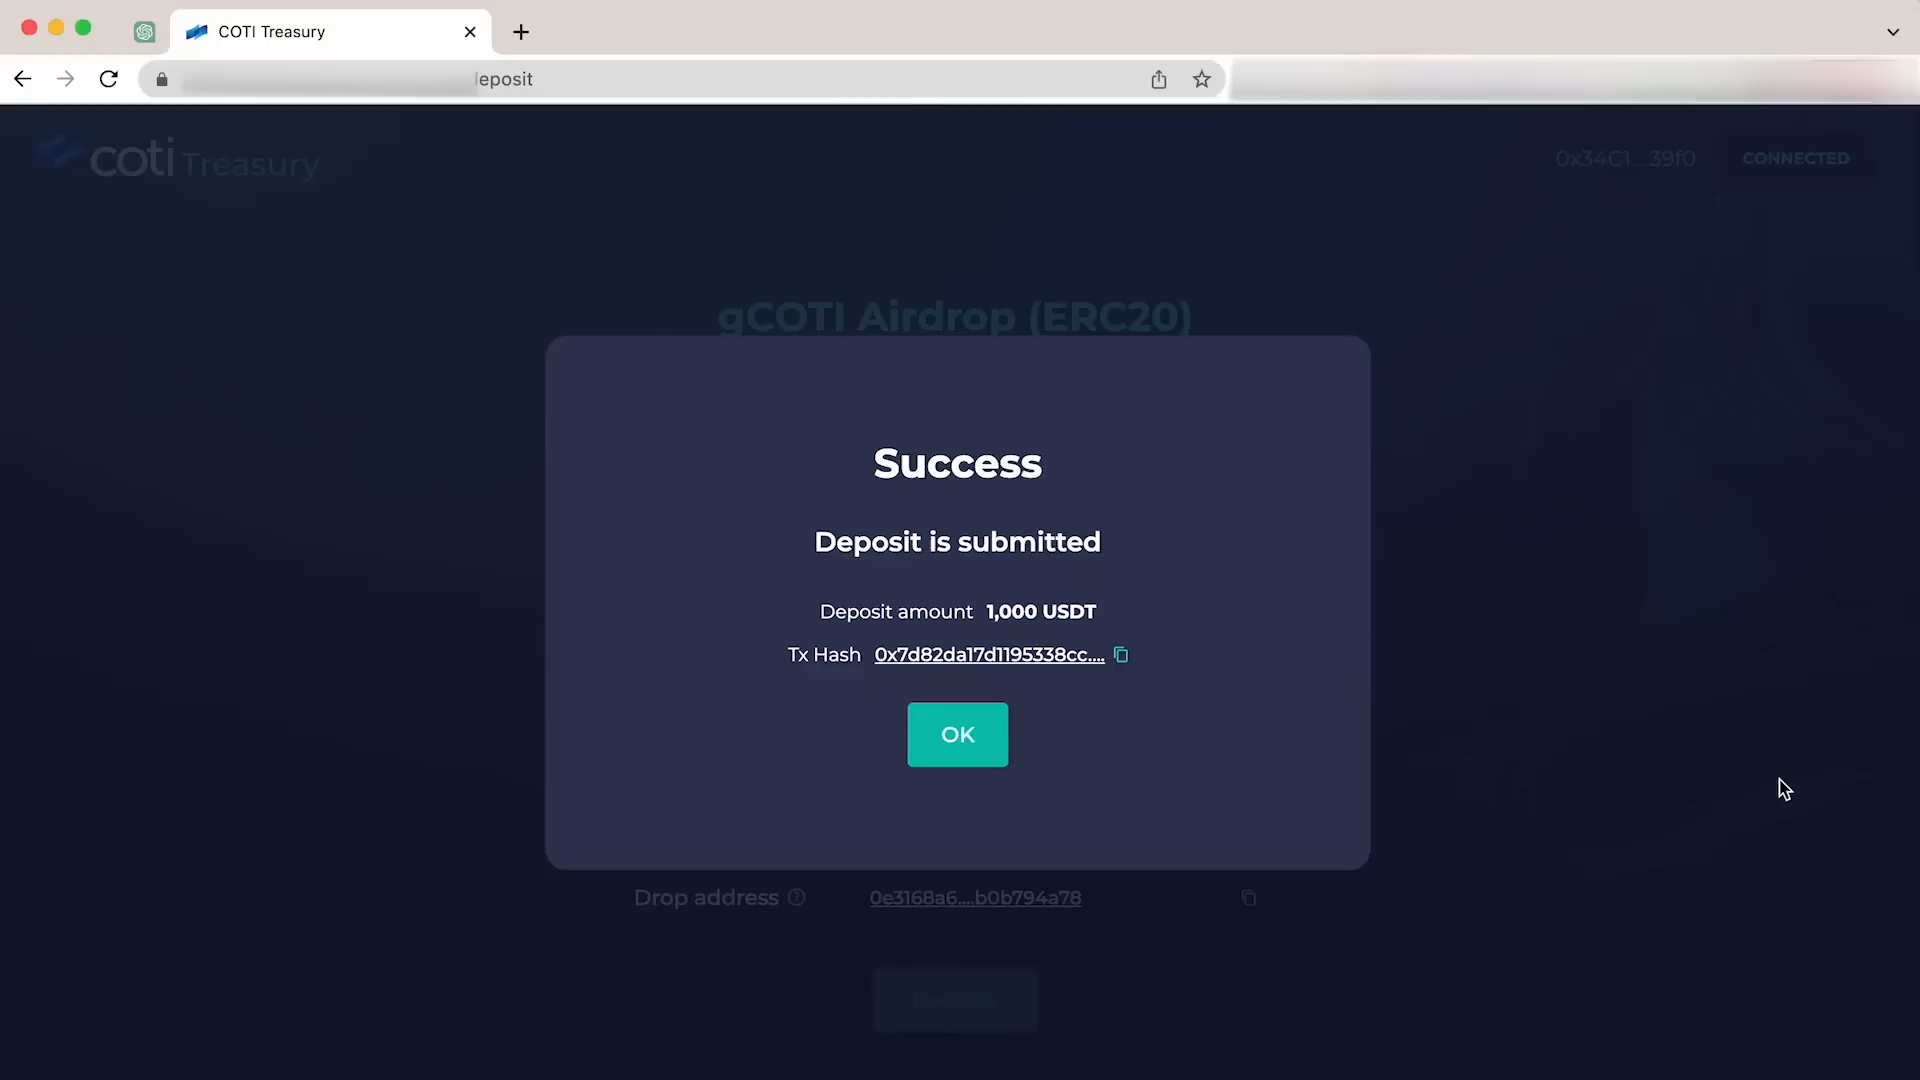 COTI Treasury
eposit
coti Treasury
0x34C1....39f0
CONNECTED
gCOTI Airdrop (ERC20)
Success
Deposit is submitted
Deposit amount 1,000 USDT
Tx Hash 0x7d82da17d1195338cc....
OK
Drop address ? 0e3168a6....b0b794a78